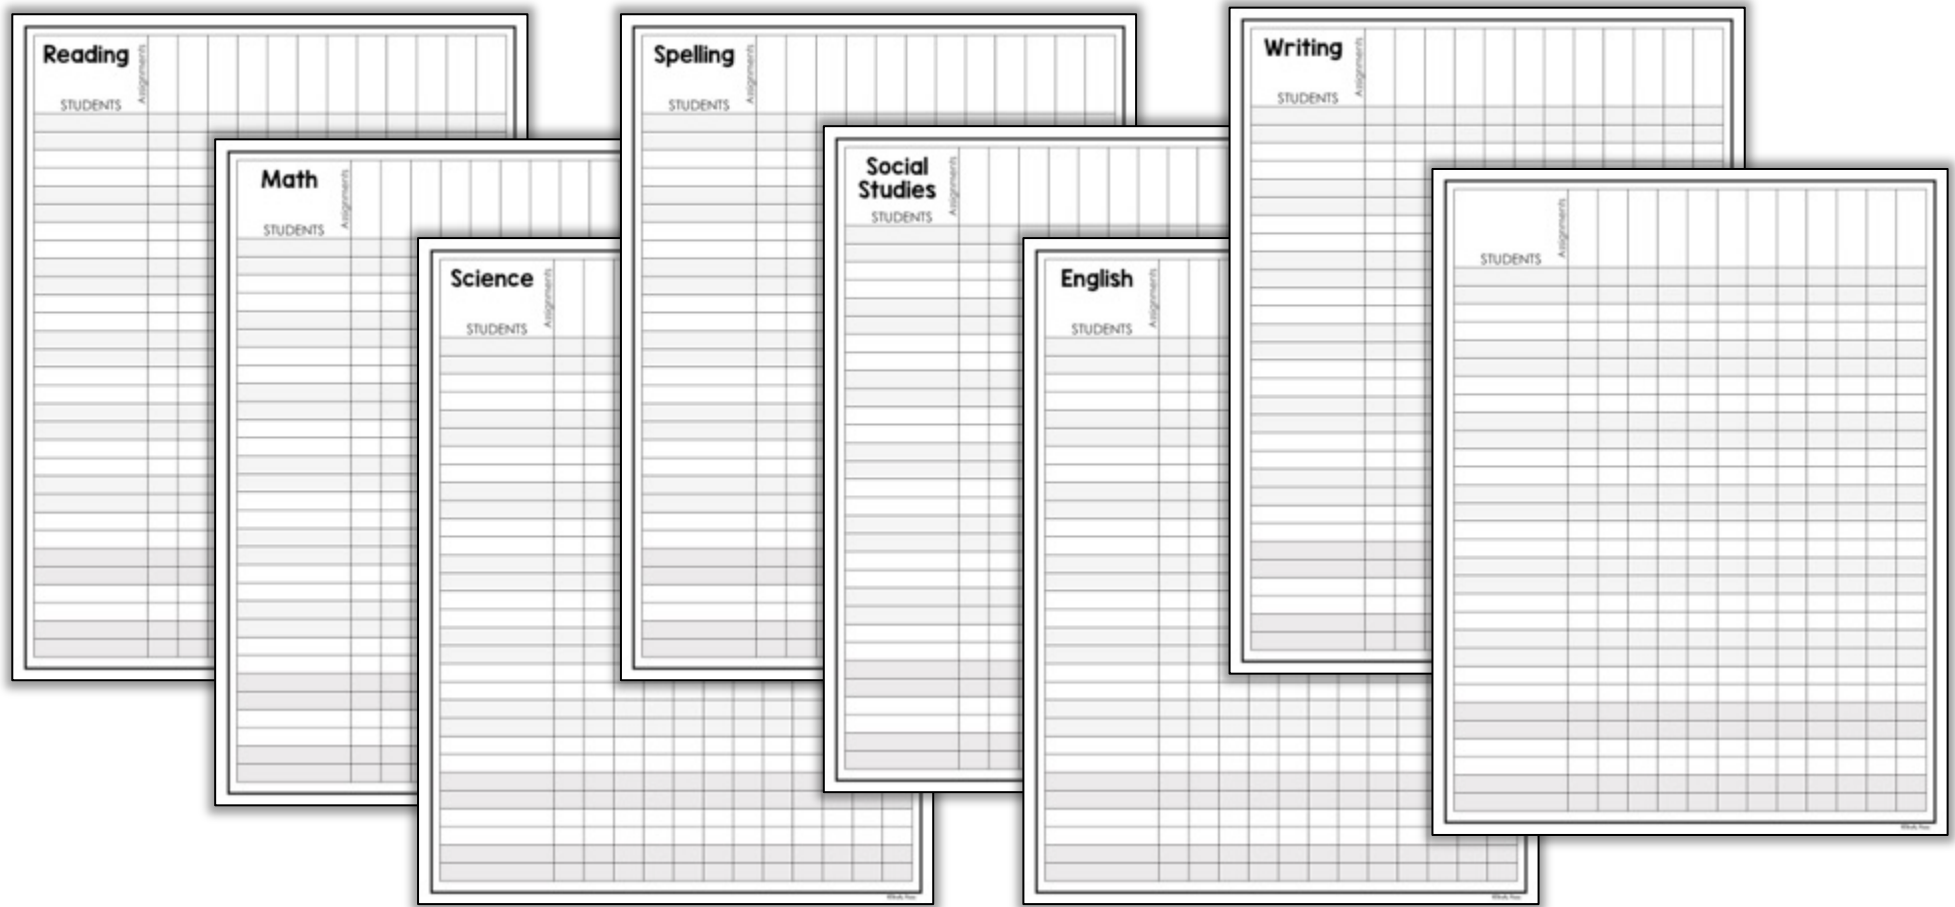 Reading
Assignments
STUDENTS
Math
Assignments
STUDENTS
Science
Assignments
STUDENTS
Spelling
Assignments
STUDENTS
Social
Studies
Assignments
STUDENTS
English
Assignments
STUDENTS
Writing
Assignments
STUDENTS
Assignments
STUDENTS